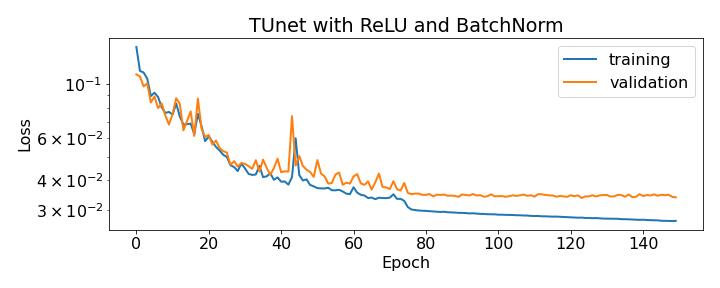 TUnet with ReLU and BatchNorm
training
validation
Loss
10⁻¹
6 × 10⁻²
4 × 10⁻²
3 × 10⁻²
0 20 40 60 80 100 120 140
Epoch